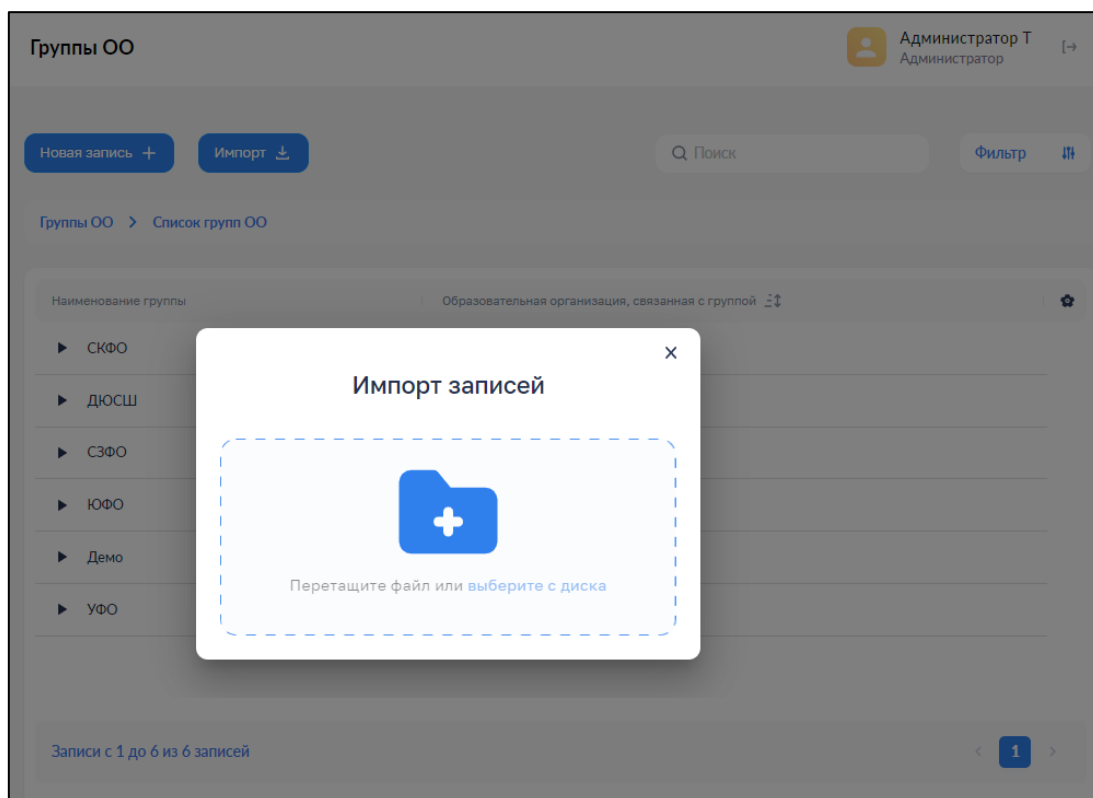 Группы ОО
Администратор Т
Администратор
Новая запись
Импорт
Поиск
Фильтр
Группы ОО > Список групп ОО
Наименование группы
Образовательная организация, связанная с группой
СКФО
ДЮСШ
СЗФО
ЮФО
Демо
УФО
Импорт записей
Перетащите файл или выберите с диска
Записи с 1 до 6 из 6 записей
< 1 >